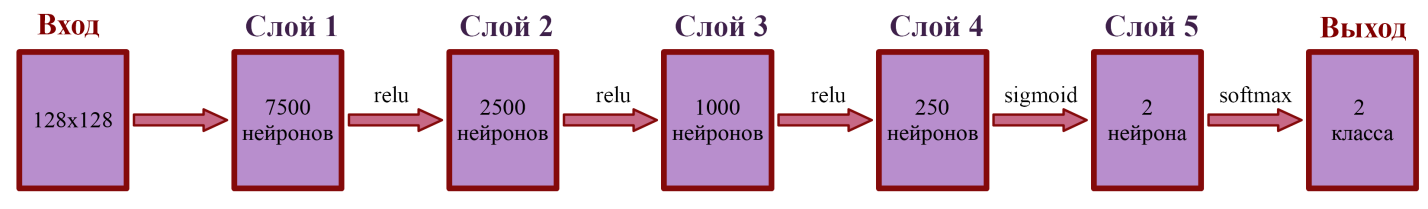 Вход
Слой 1
Слой 2
Слой 3
Слой 4
Слой 5
Выход
128x128
7500
нейронов
relu
2500
нейронов
relu
1000
нейронов
relu
250
нейронов
sigmoid
2
нейрона
softmax
2
класса